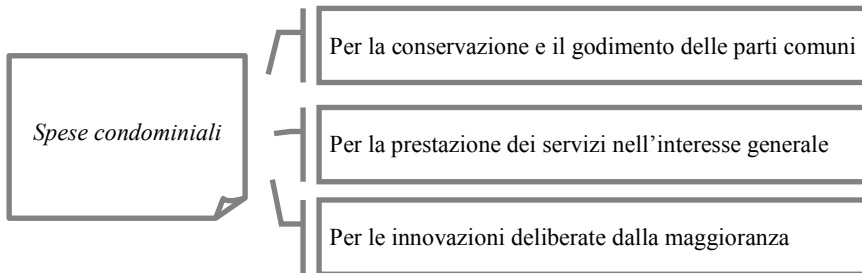 Per la conservazione e il godimento delle parti comuni
Spese condominiali
Per la prestazione dei servizi nell’interesse generale
Per le innovazioni deliberate dalla maggioranza